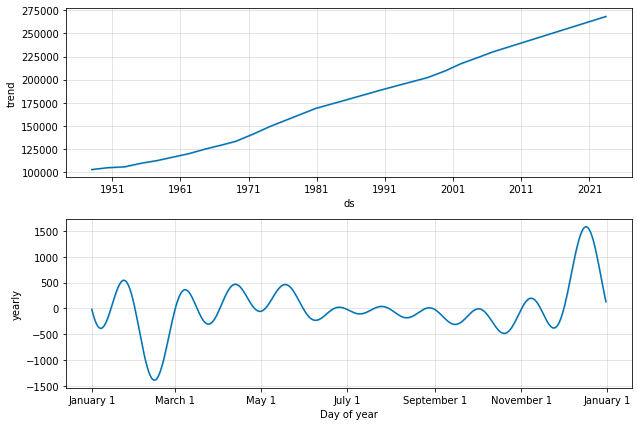 275000
250000
225000
200000
175000
150000
125000
100000
trend
1951 1961 1971 1981 1991 2001 2011 2021
ds
1500
1000
500
0
−500
−1000
−1500
yearly
January 1 March 1 May 1 July 1 September 1 November 1 January 1
Day of year